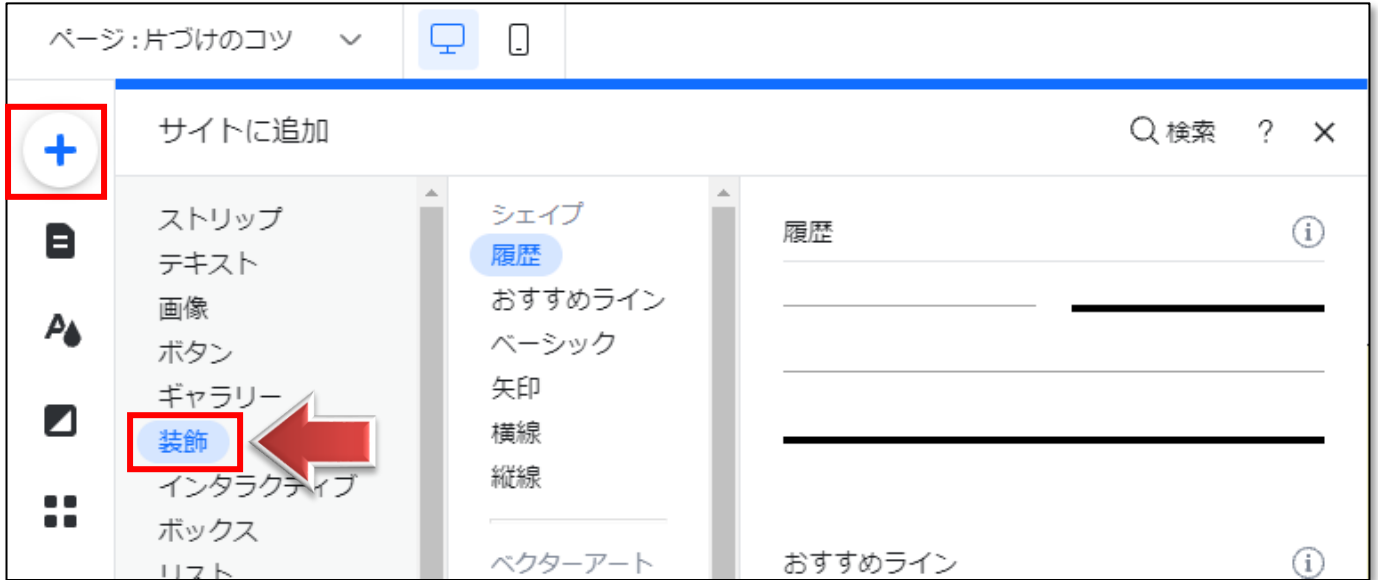 ページ : 片づけのコツ
サイトに追加
検索 ?
ストリップ
テキスト
画像
ボタン
ギャラリー
装飾
インタラクティブ
ボックス
リスト
シェイプ
履歴
おすすめライン
ベーシック
矢印
横線
縦線
ベクターアート
履歴
おすすめライン